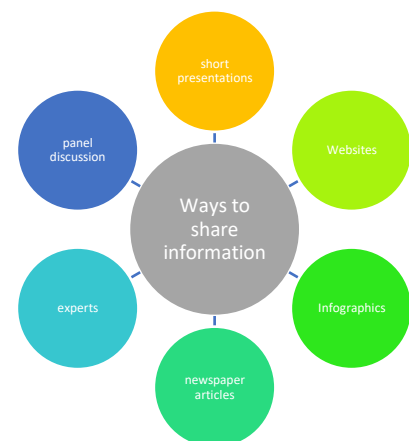 short
presentations
Websites
Infographics
newspaper
articles
experts
panel
discussion
Ways to
share
information